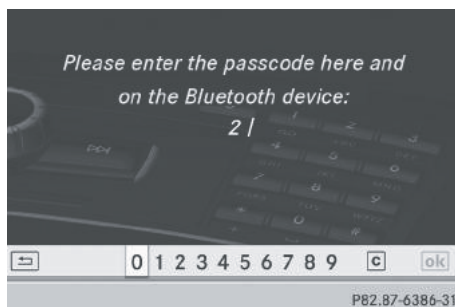 Please enter the passcode here and
on the Bluetooth device:
2 |
0 1 2 3 4 5 6 7 8 9 C ok
P82.87-6386-31